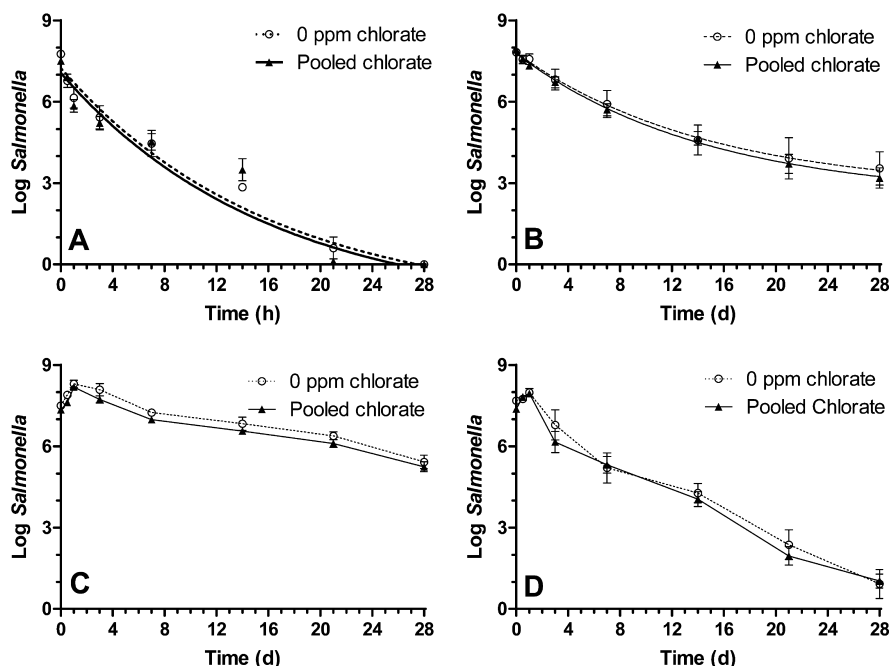 9
6
3
0
Log Salmonella
0 ppm chlorate
Pooled chlorate
A
0 4 8 12 16 20 24 28
Time (h)
9
6
3
0
Log Salmonella
0 ppm chlorate
Pooled chlorate
B
0 4 8 12 16 20 24 28
Time (d)
9
6
3
0
Log Salmonella
0 ppm chlorate
Pooled chlorate
C
0 4 8 12 16 20 24 28
Time (d)
9
6
3
0
Log Salmonella
0 ppm chlorate
Pooled Chlorate
D
0 4 8 12 16 20 24 28
Time (d)